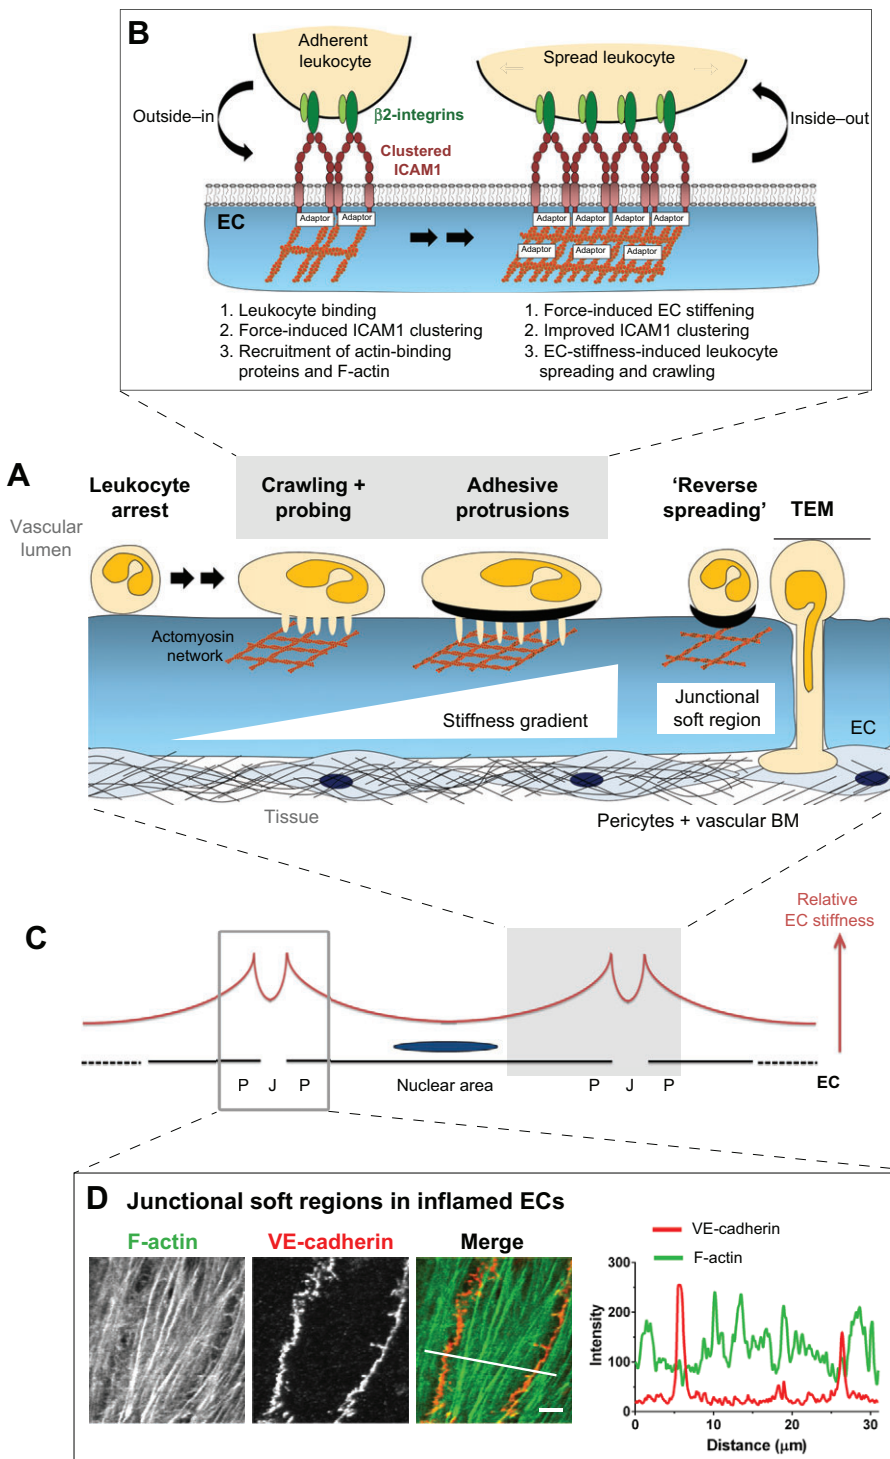 B
Adherent
leukocyte
Spread leukocyte
Outside–in
Inside–out
β2-integrins
Clustered
ICAM1
EC
Adaptor Adaptor
Adaptor Adaptor Adaptor Adaptor
Adaptor Adaptor Adaptor
1. Leukocyte binding
2. Force-induced ICAM1 clustering
3. Recruitment of actin-binding
proteins and F-actin
1. Force-induced EC stiffening
2. Improved ICAM1 clustering
3. EC-stiffness-induced leukocyte
spreading and crawling
A
Leukocyte
arrest
Crawling +
probing
Adhesive
protrusions
‘Reverse
spreading’
TEM
Vascular
lumen
Actomyosin
network
Stiffness gradient
Junctional
soft region
EC
Tissue
Pericytes + vascular BM
C
Relative
EC stiffness
P J P
Nuclear area
P J P
EC
D Junctional soft regions in inflamed ECs
F-actin
VE-cadherin
Merge
VE-cadherin
F-actin
Intensity
300
200
100
0
0 10 20 30
Distance (μm)